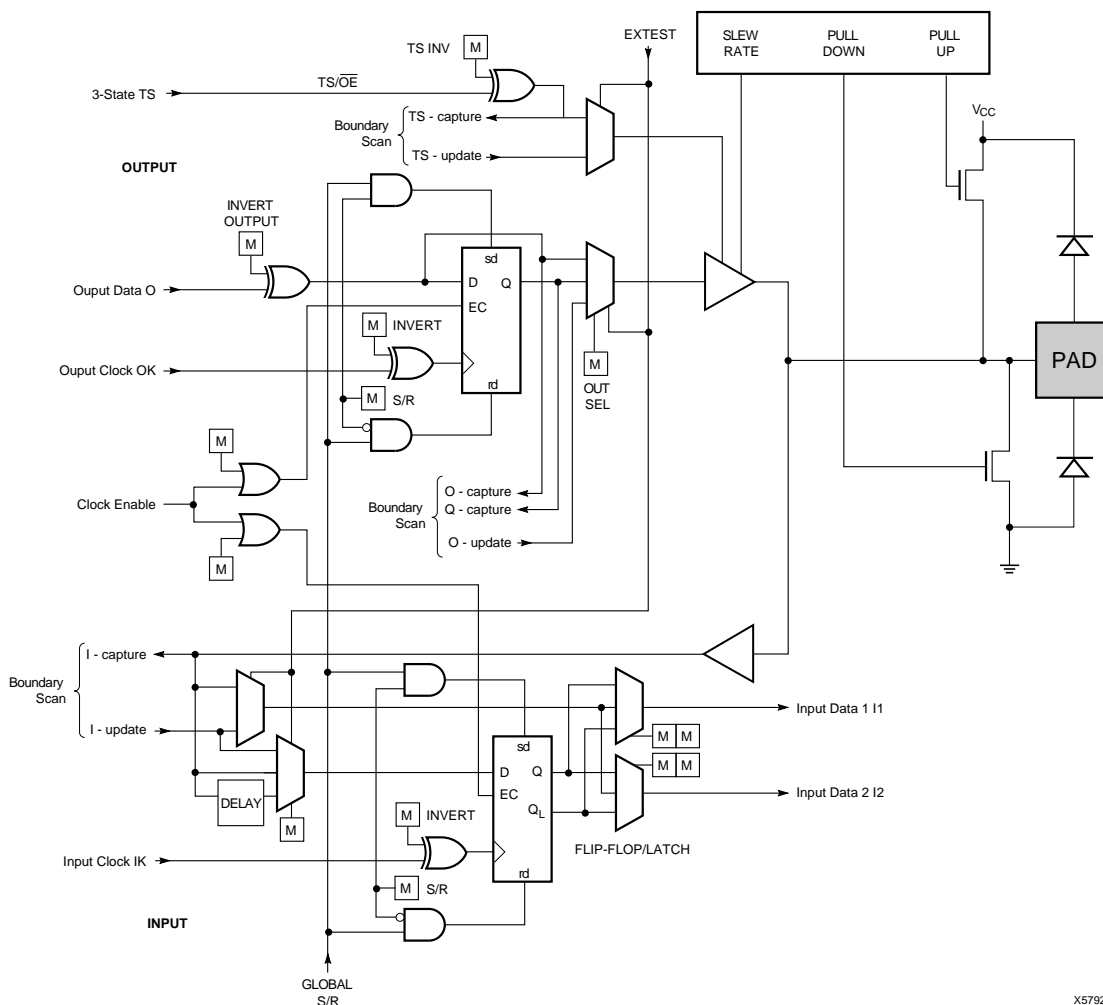 EXTEST
SLEW
RATE
PULL
DOWN
PULL
UP
TS INV
M
TS/OE
3-State TS
VCC
TS - capture
Boundary
Scan
TS - update
OUTPUT
INVERT
OUTPUT
M
sd
D
Q
Ouput Data O
EC
M
INVERT
PAD
M
Ouput Clock OK
rd
OUT
SEL
M
S/R
M
Clock Enable
O - capture
Q - capture
Boundary
Scan
O - update
M
I - capture
Boundary
Scan
Input Data 1 I1
I - update
M
M
sd
M
M
D
Q
Input Data 2 I2
EC
DELAY
QL
M
M
INVERT
FLIP-FLOP/LATCH
Input Clock IK
rd
M
S/R
INPUT
GLOBAL
S/R
X5792